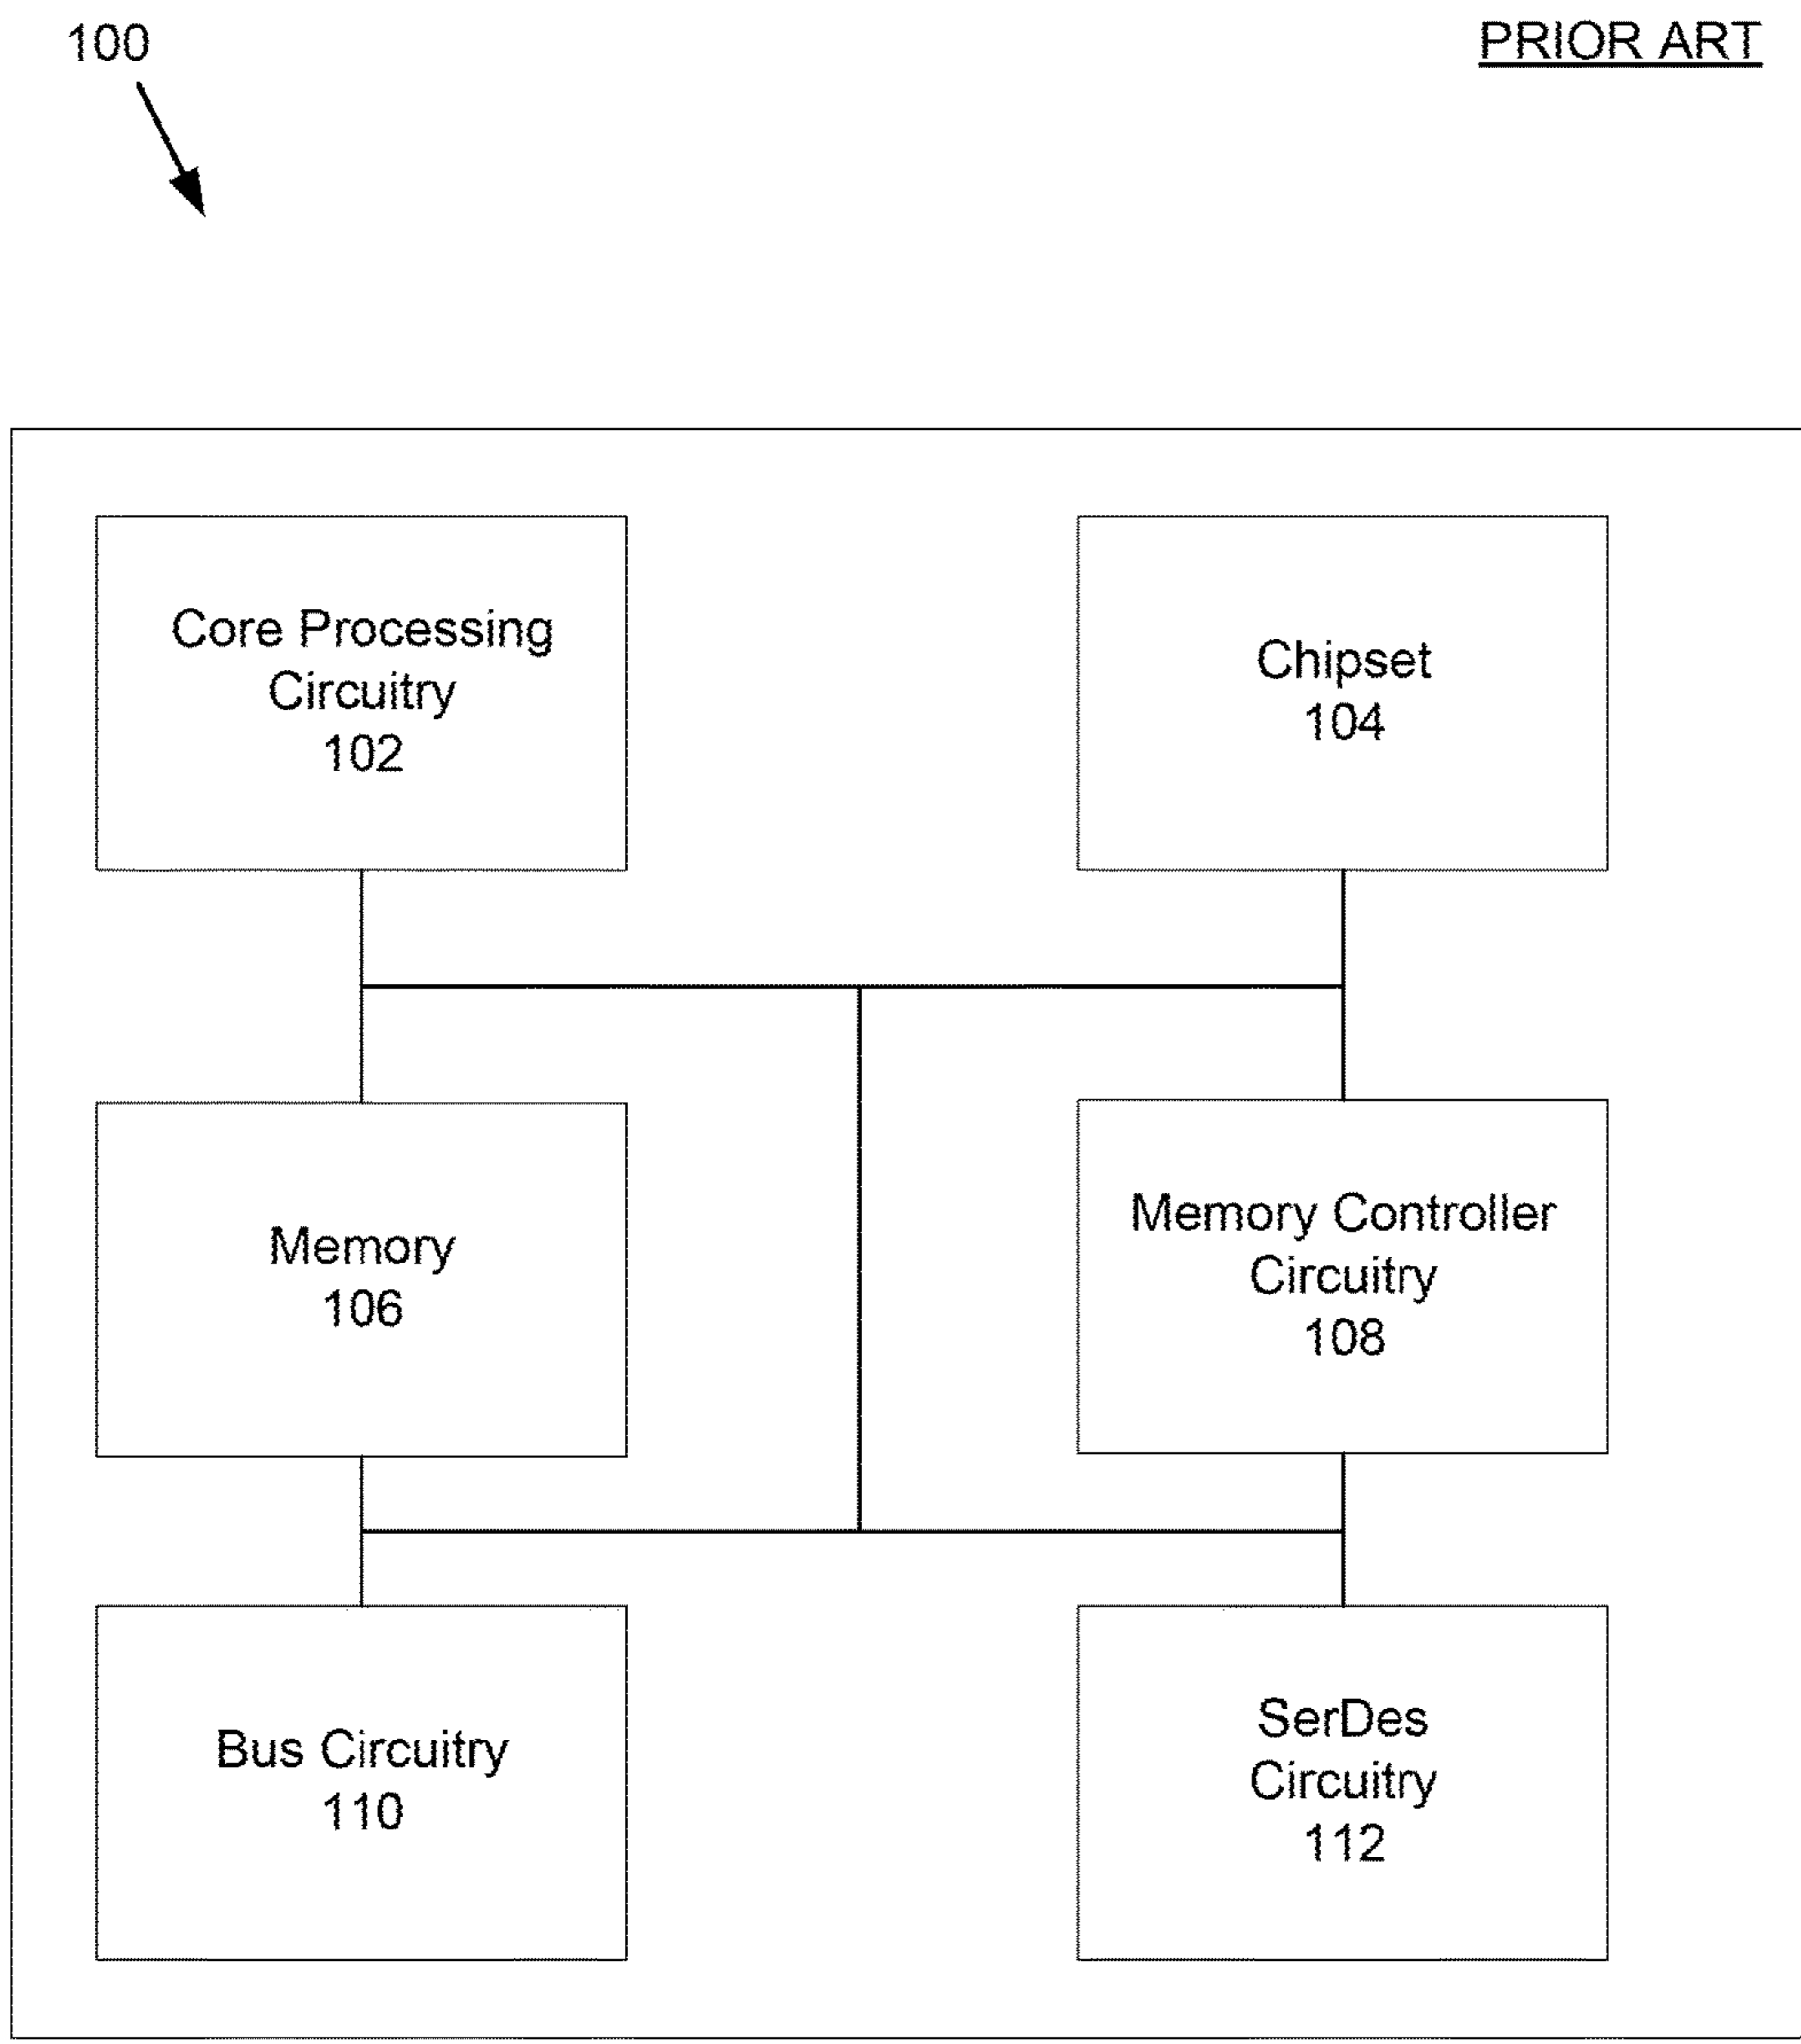 100
PRIOR ART
Core Processing
Circuitry
102
Chipset
104
Memory
106
Memory Controller
Circuitry
108
Bus Circuitry
110
SerDes
Circuitry
112